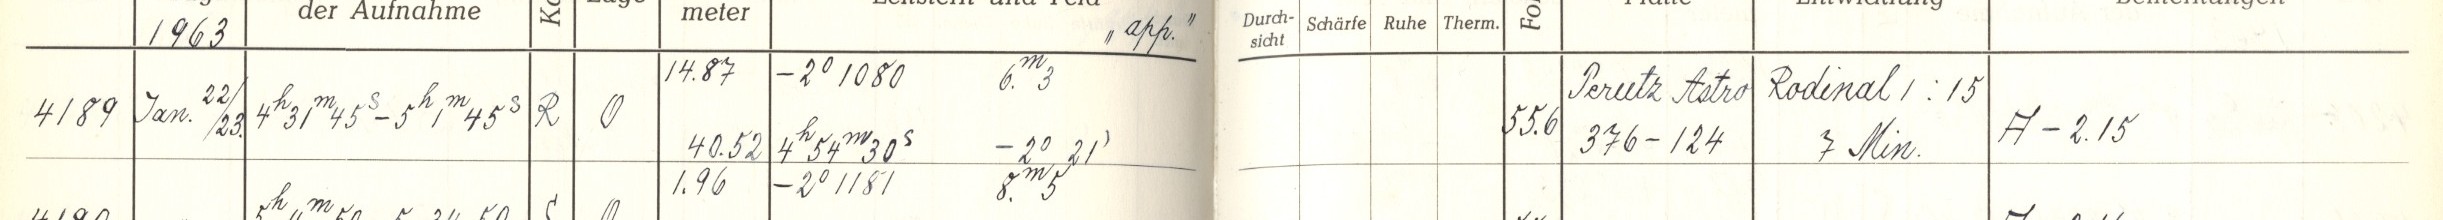 der Aufnahme
meter
1963
"app."
Durch-
sicht
Schärfe
Ruhe
Therm.
14.87 -2° 1080 6.ᵐ3
4189 Jan. 22/23. 4ʰ31ᵐ45ˢ - 5ʰ1ᵐ45ˢ R O
40.52 4ʰ54ᵐ30ˢ -2° 21'
55.6
Perutz Astro
376-124
Rodinal 1:15
7 Min.
A - 2.15
1.96 -2° 1181 8.ᵐ5